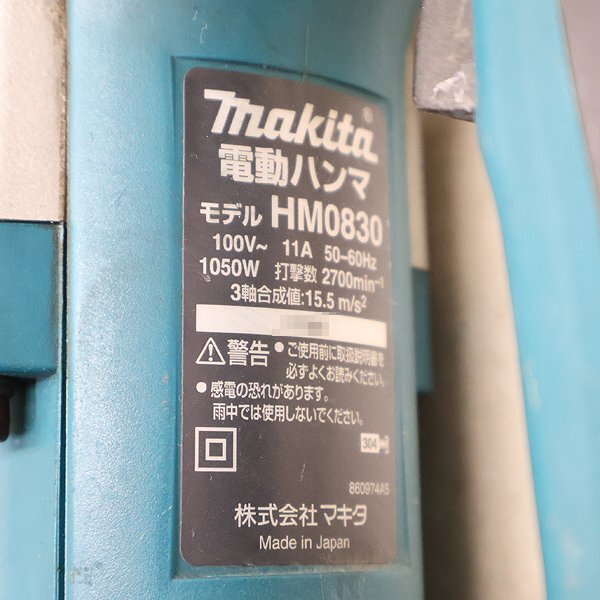 makita®
電動ハンマ
モデル HM0830
100V~ 11A 50-60Hz
1050W 打撃数 2700min⁻¹
3軸合成値:15.5 m/s²
⚠警告 ●ご使用前に取扱説明書を
必ずよくお読みください。
●感電の恐れがあります。
雨中では使用しないでください。
304
860974A5
株式会社 マキタ
Made in Japan